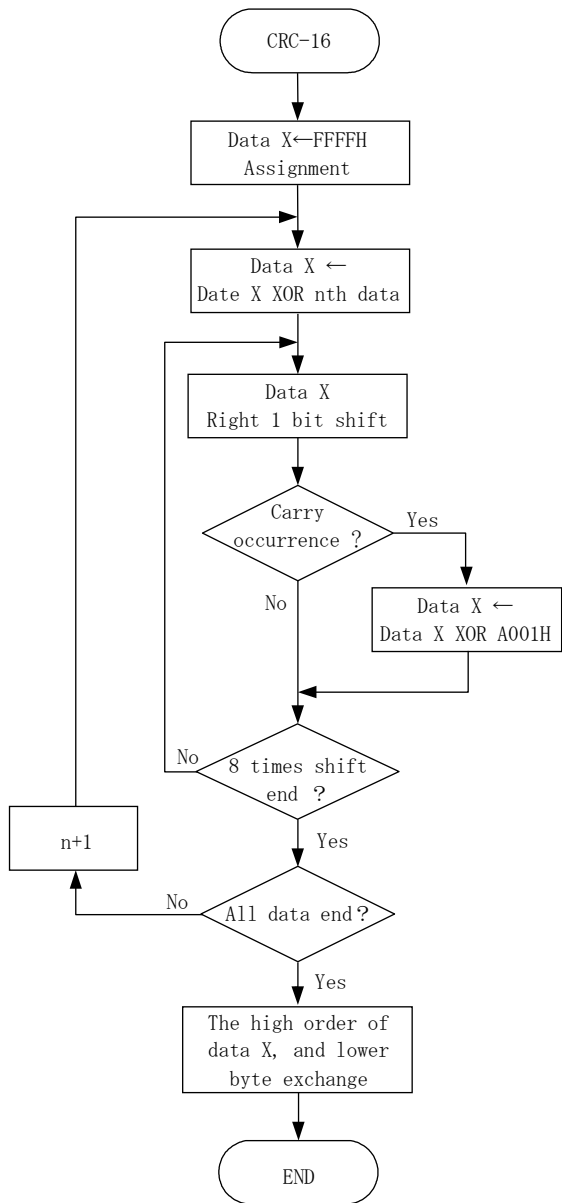 CRC-16
Data X←FFFFH
Assignment
Data X ←
Date X XOR nth data
Data X
Right 1 bit shift
Carry
occurrence ?
Yes
No
Data X ←
Data X XOR A001H
8 times shift
end ?
No
Yes
n+1
All data end?
No
Yes
The high order of
data X, and lower
byte exchange
END